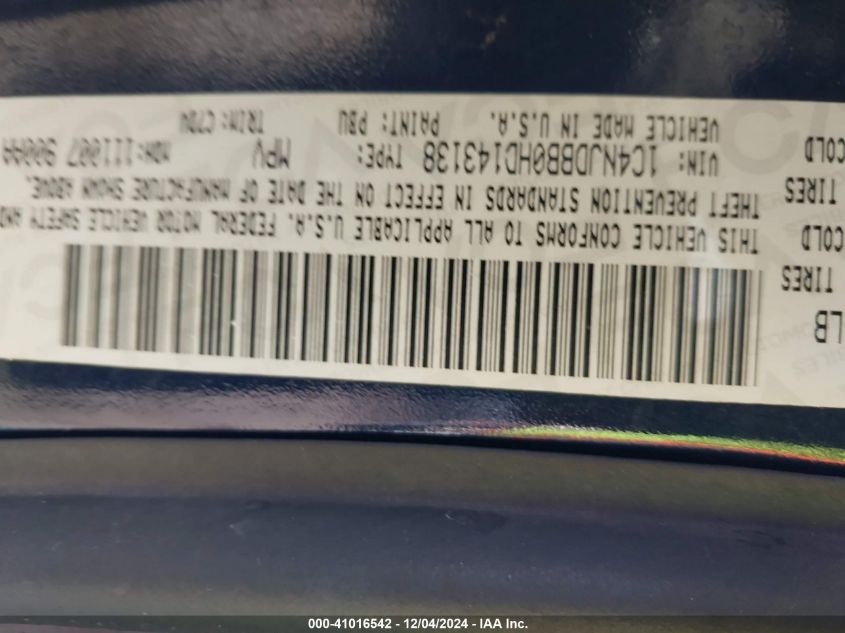 LB
TIRES COLD
TIRES COLD
THIS VEHICLE CONFORMS TO ALL APPLICABLE U.S.A. FEDERAL MOTOR VEHICLE SAFETY AND
THEFT PREVENTION STANDARDS IN EFFECT ON THE DATE OF MANUFACTURE SHOWN ABOVE.
VIN: 1C4NJDBB0HD143138 TYPE: MPV MDH: 111007 900AA
VEHICLE MADE IN U.S.A. PAINT: PBU TRIM: C7D4
000-41016542 - 12/04/2024 - IAA Inc.